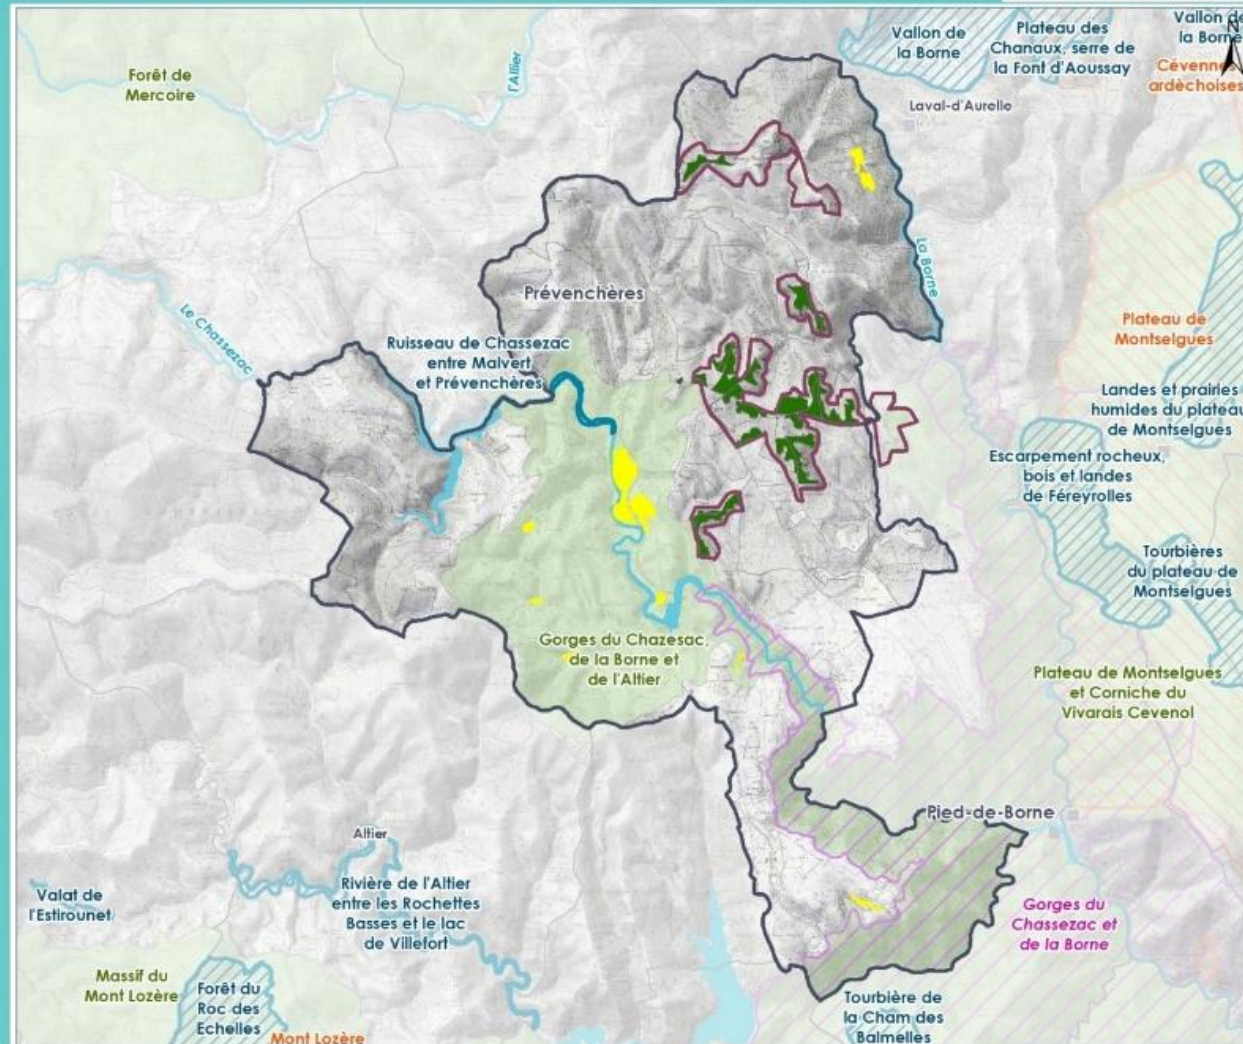 Vallon de
la Borne
Plateau des
Chanaux, serre de
la Font d'Aoussay
Vallon de
la Borne
N
Cévennes
ardéchoises
Forêt de
Mercoire
l'Allier
Laval-d'Aurelle
La Borne
Prévenchères
Le Chassezac
Ruisseau de Chassezac
entre Malvert
et Prévenchères
Plateau de
Montselgues
Landes et prairies
humides du plateau
de Montselgues
Escarpement rocheux,
bois et landes
de Féreyrolles
Tourbières
du plateau de
Montselgues
Gorges du Chazesac,
de la Borne et
de l'Altier
Plateau de Montselgues
et Corniche du
Vivarais Cevenol
Pied-de-Borne
Altier
Rivière de l'Altier
entre les Rochettes
Basses et le lac
de Villefort
Valat de
l'Estirounet
Gorges du
Chassezac et
de la Borne
Massif du
Mont Lozère
Forêt du
Roc des
Echelles
Mont Lozère
Tourbière de
la Cham des
Balmelles